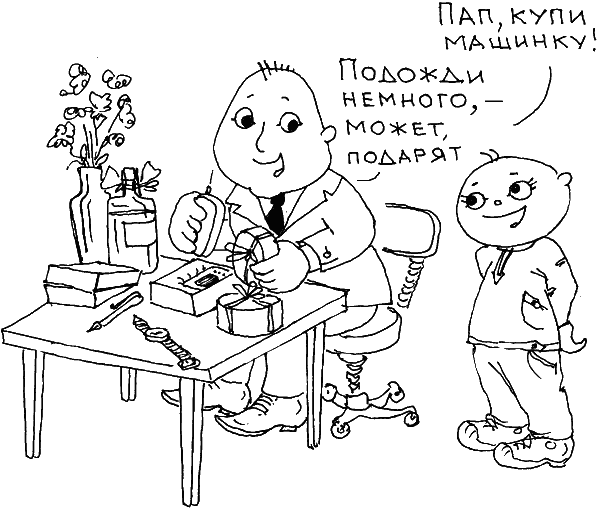 Пап, купи
машинку!
Подожди
немного,—
может,
подарят